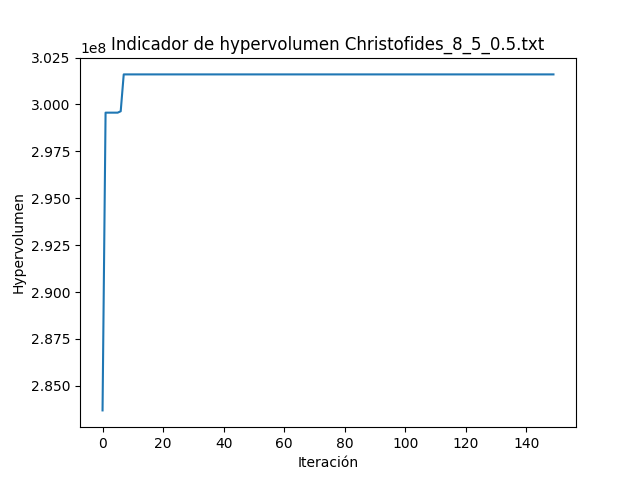 Indicador de hypervolumen Christofides_8_5_0.5.txt
1e8
3.025
3.000
2.975
2.950
2.925
2.900
2.875
2.850
Hypervolumen
0 20 40 60 80 100 120 140
Iteración